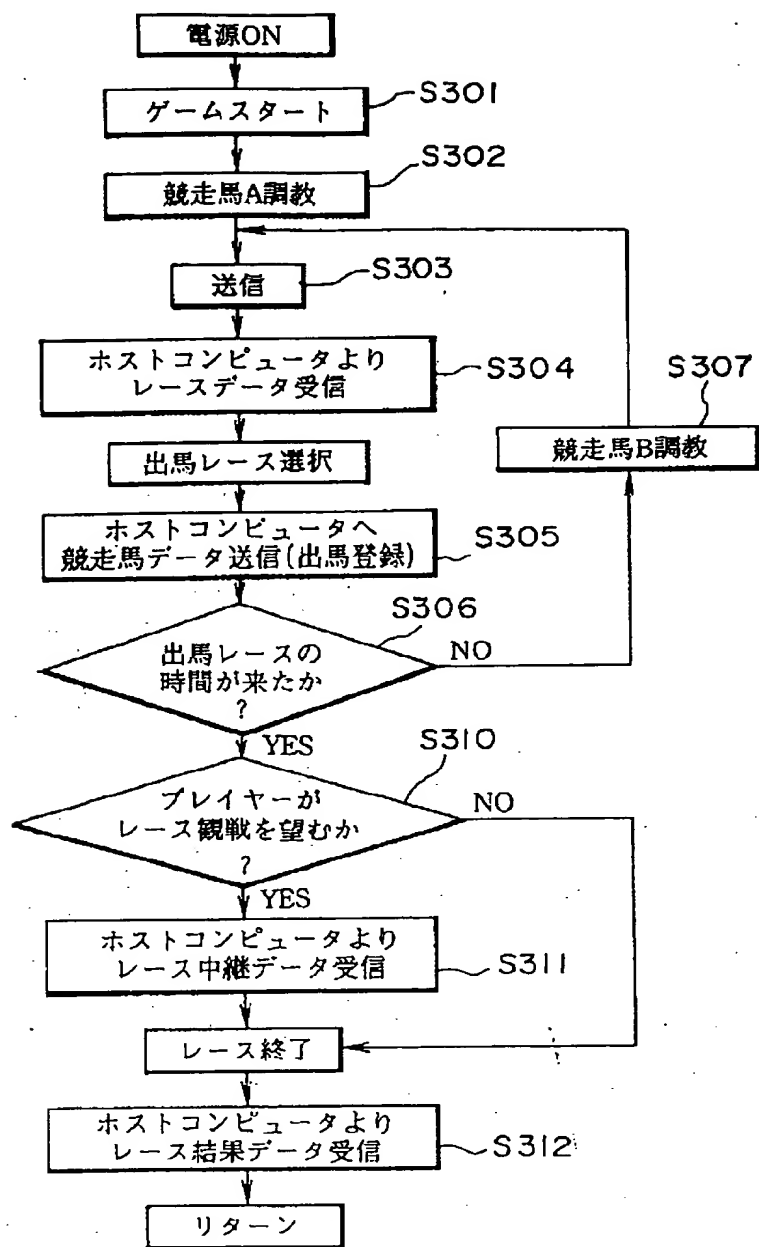 電源ON
ゲームスタート
S301
競走馬A調教
S302
送信
S303
ホストコンピュータより
レースデータ受信
S304
出馬レース選択
ホストコンピュータへ
競走馬データ送信(出馬登録)
S305
出馬レースの
時間が来たか
?
S306
NO
競走馬B調教
S307
YES
プレイヤーが
レース観戦を望むか
?
S310
NO
YES
ホストコンピュータより
レース中継データ受信
S311
レース終了
ホストコンピュータより
レース結果データ受信
S312
リターン